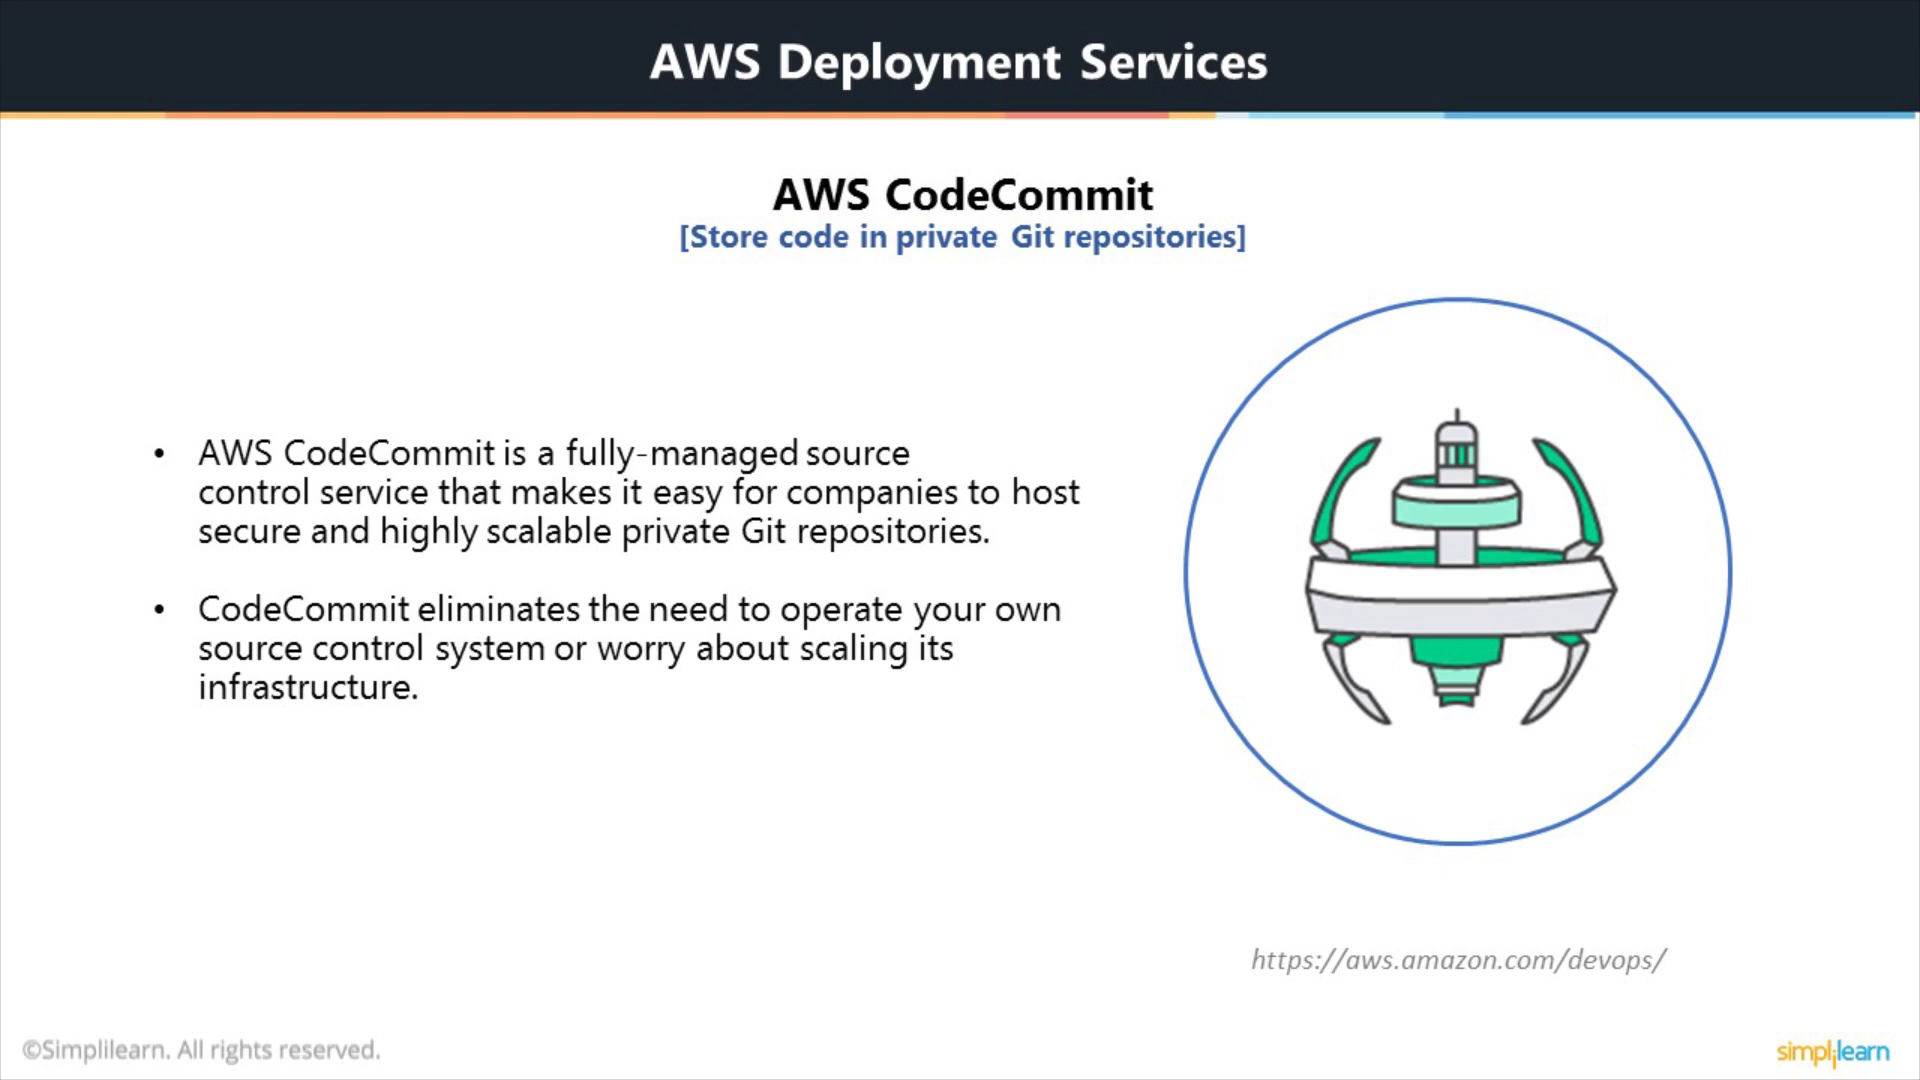 AWS Deployment Services
AWS CodeCommit
[Store code in private Git repositories]
• AWS CodeCommit is a fully-managed source
control service that makes it easy for companies to host
secure and highly scalable private Git repositories.
• CodeCommit eliminates the need to operate your own
source control system or worry about scaling its
infrastructure.
https://aws.amazon.com/devops/
©Simplilearn. All rights reserved.
simplilearn